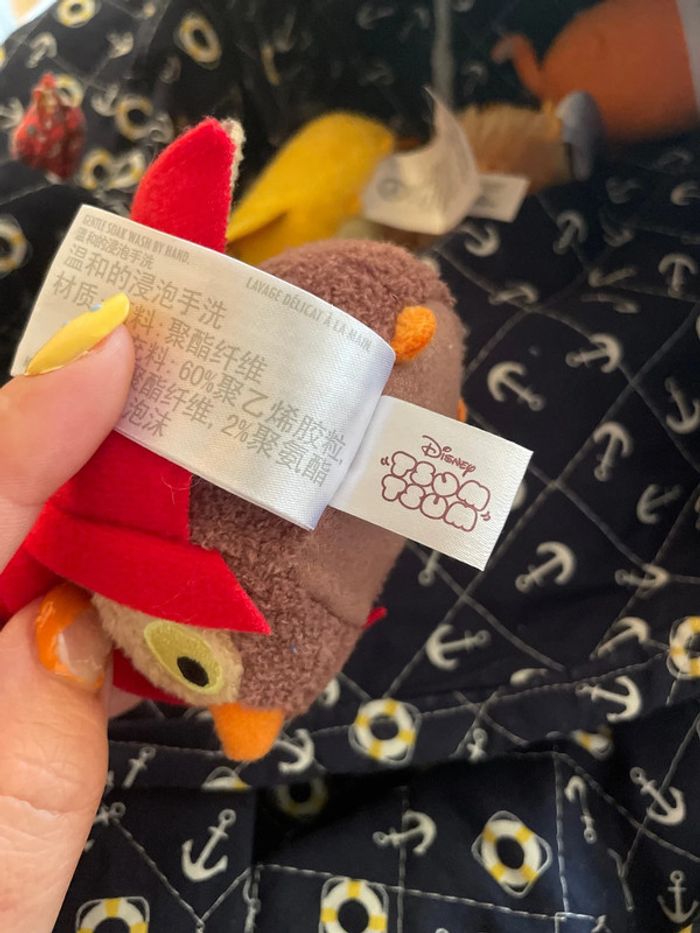 GENTLE SOAK WASH BY HAND.
温和的浸泡手洗
LAVAGE DÉLICAT À LA MAIN.
温和的浸泡手洗
材质 料: 聚酯纤维
料: 60%聚乙烯胶粒,
酯纤维, 2%聚氨酯
泡沫
Disney
"TSUM
TSUM"